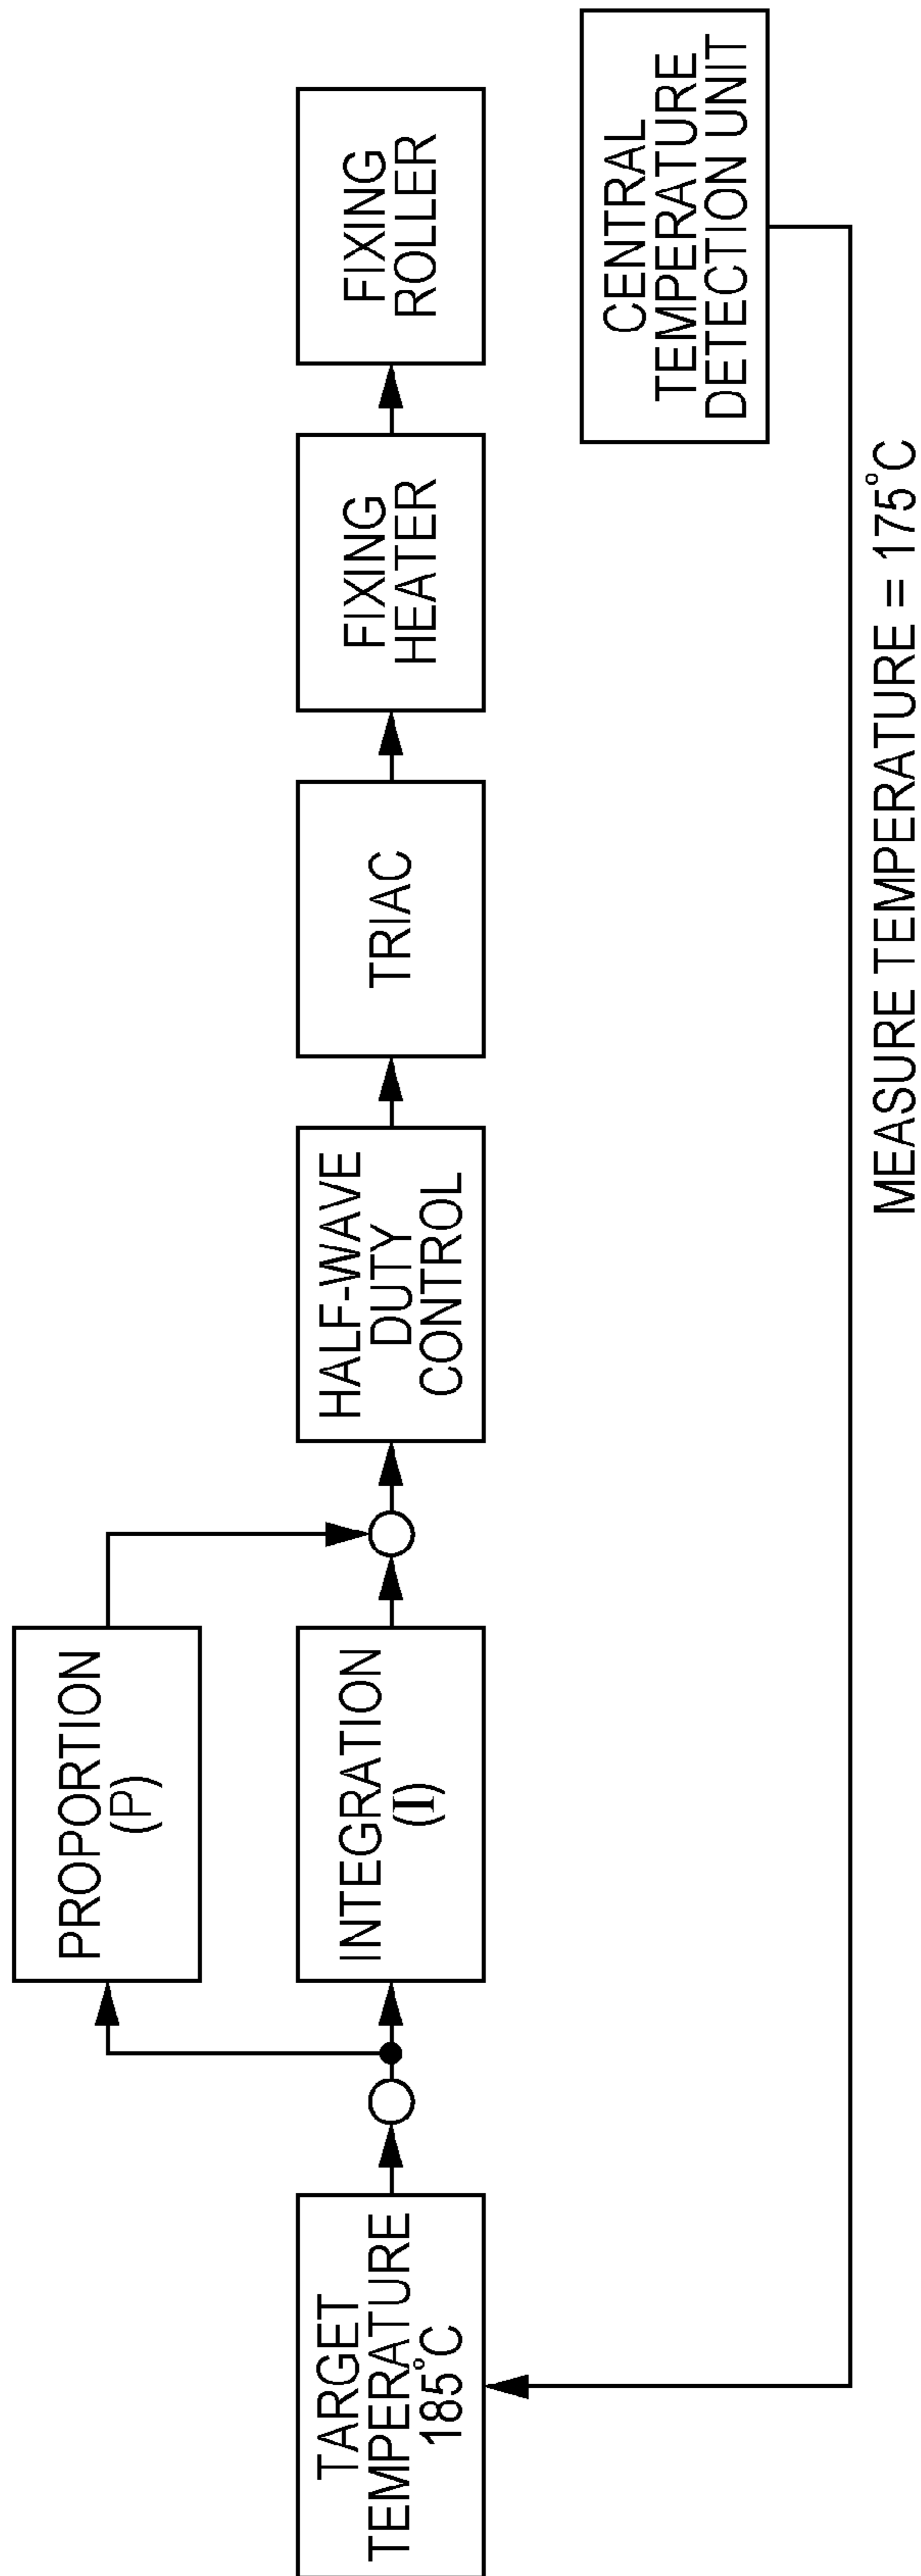 TARGET
TEMPERATURE
185°C
PROPORTION
(P)
INTEGRATION
(I)
HALF-WAVE
DUTY
CONTROL
TRIAC
FIXING
HEATER
FIXING
ROLLER
CENTRAL
TEMPERATURE
DETECTION UNIT
MEASURE TEMPERATURE = 175°C